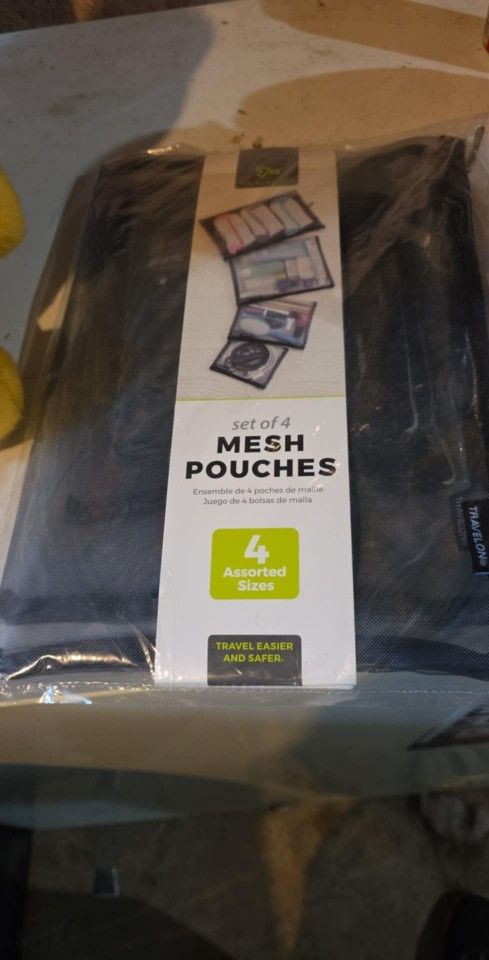 set of 4
MESH
POUCHES
Ensemble de 4 poches de maille
Juego de 4 bolsas de malla
4
Assorted
Sizes
TRAVEL EASIER
AND SAFER.
TRAVELON®